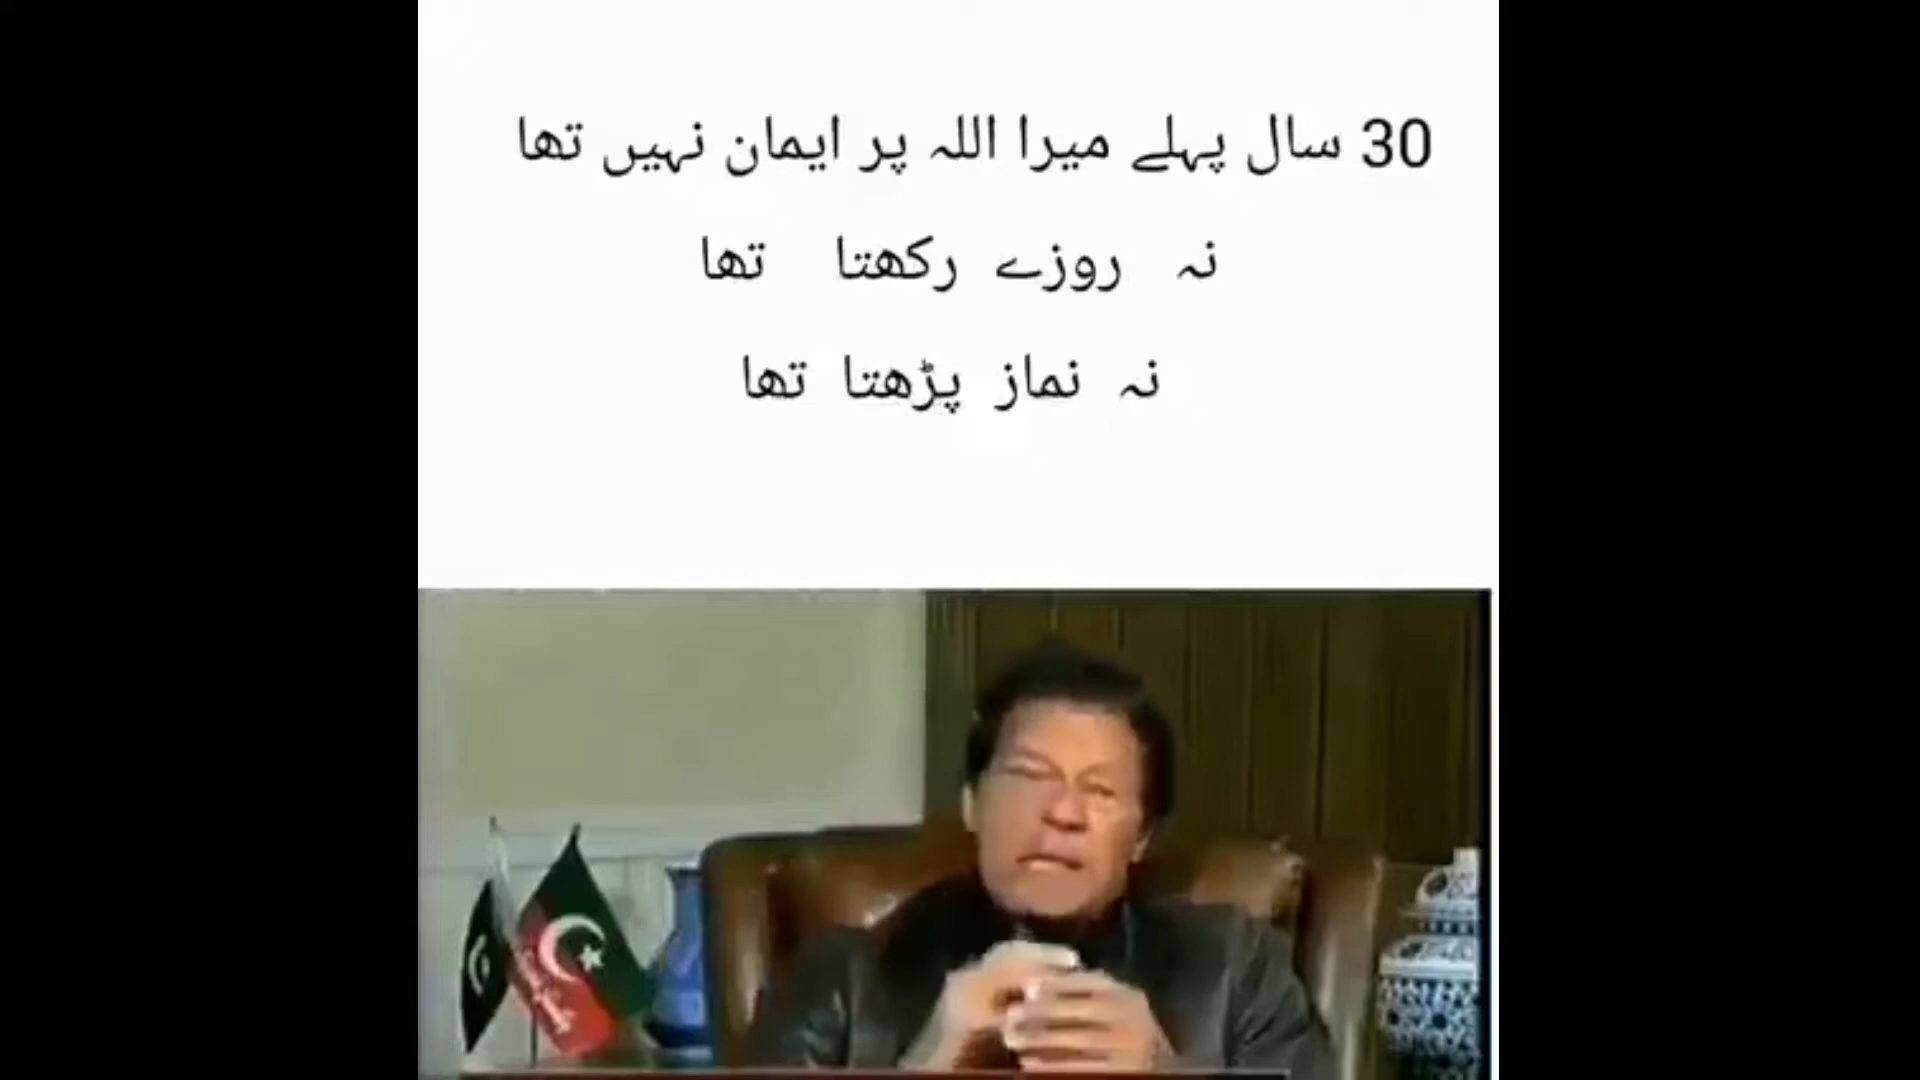 30 سال پہلے میرا اللہ پر ایمان نہیں تھا
نہ روزے رکھتا تھا
نہ نماز پڑھتا تھا